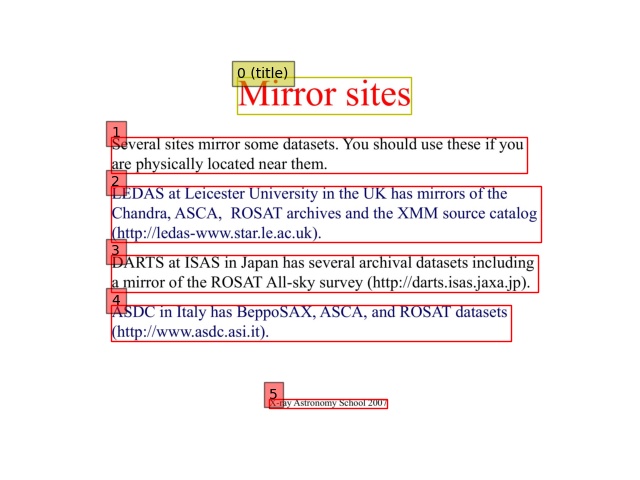 0 (title)
Mirror sites
1
Several sites mirror some datasets. You should use these if you
are physically located near them.
2
LEDAS at Leicester University in the UK has mirrors of the
Chandra, ASCA,  ROSAT archives and the XMM source catalog
(http://ledas-www.star.le.ac.uk).
3
DARTS at ISAS in Japan has several archival datasets including
a mirror of the ROSAT All-sky survey (http://darts.isas.jaxa.jp).
4
ASDC in Italy has BeppoSAX, ASCA, and ROSAT datasets
(http://www.asdc.asi.it).
5
X-ray Astronomy School 2007